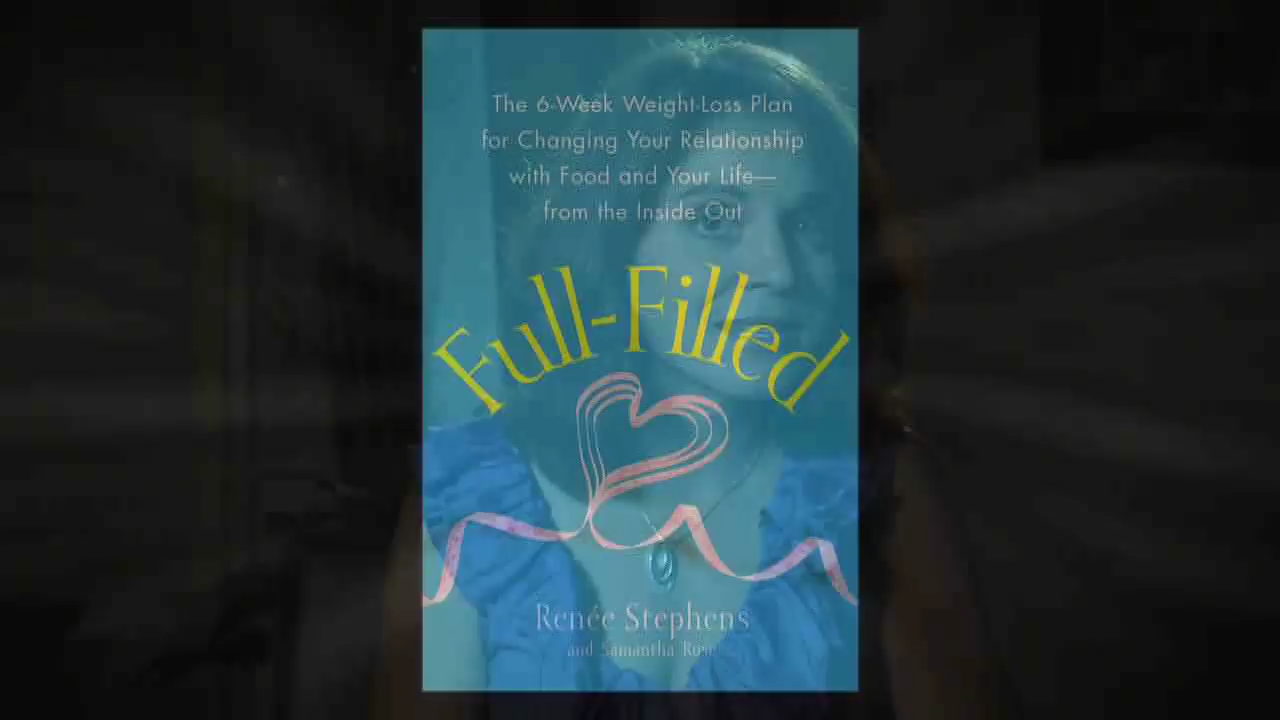 The 6-Week Weight-Loss Plan
for Changing Your Relationship
with Food and Your Life—
from the Inside Out
Full-Filled
Renée Stephens
and Samantha Rose